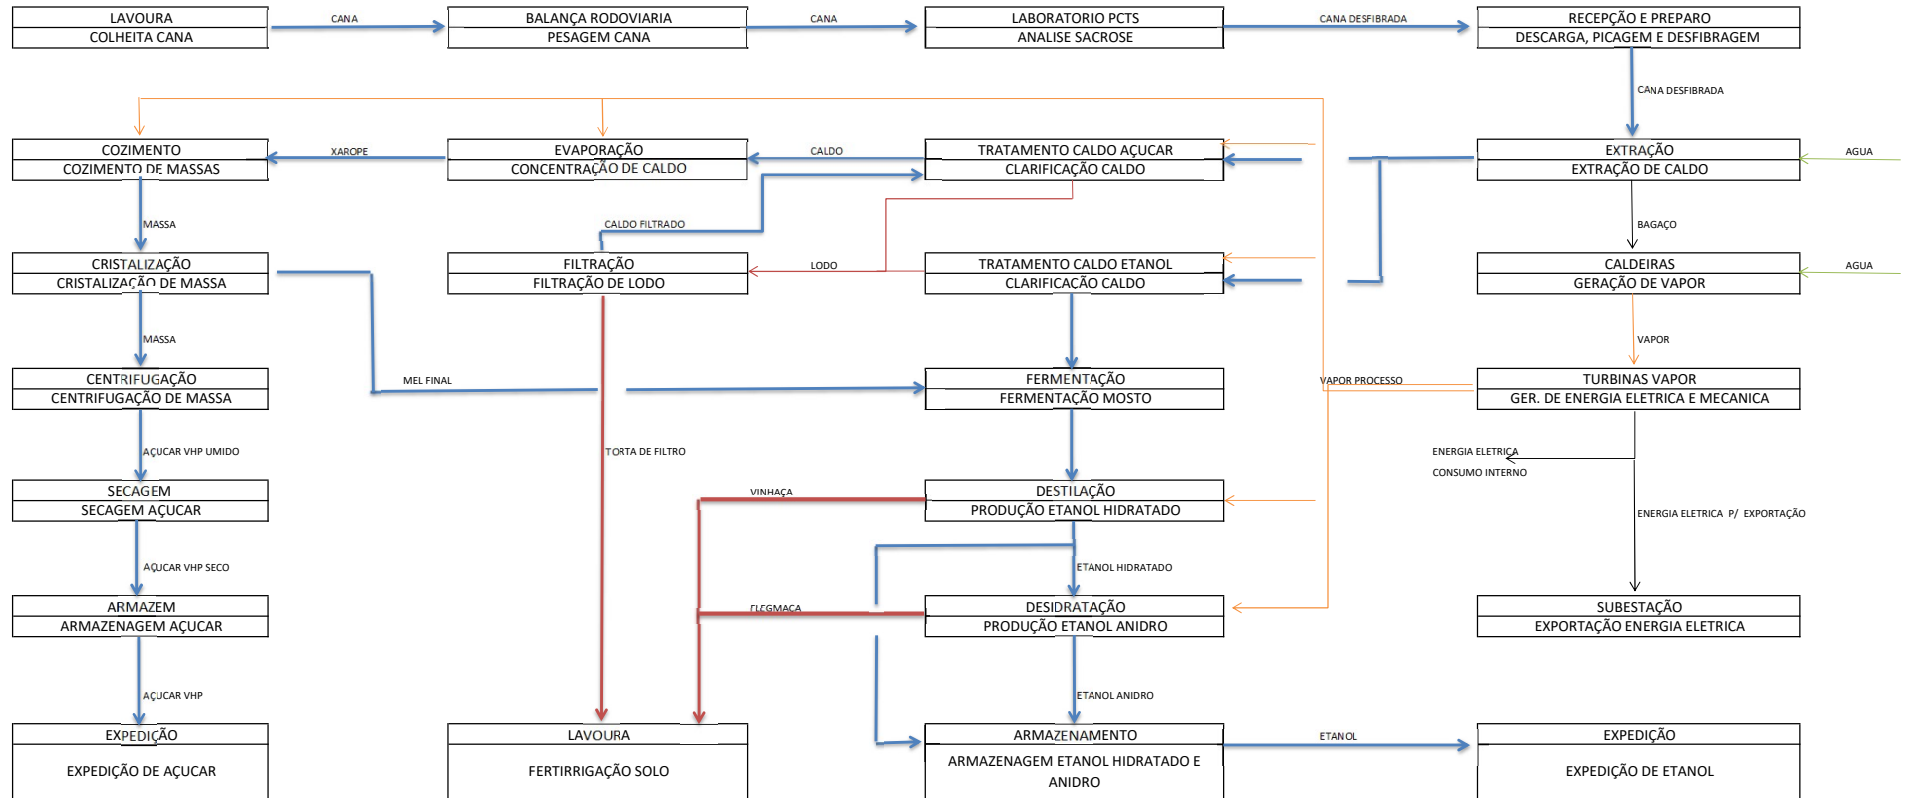 LAVOURA
COLHEITA CANA
CANA
BALANÇA RODOVIARIA
PESAGEM CANA
CANA
LABORATORIO PCTS
ANALISE SACROSE
CANA DESFIBRADA
RECEPÇÃO E PREPARO
DESCARGA, PICAGEM E DESFIBRAGEM
CANA DESFIBRADA
COZIMENTO
COZIMENTO DE MASSAS
XAROPE
EVAPORAÇÃO
CONCENTRAÇÃO DE CALDO
CALDO
TRATAMENTO CALDO AÇUCAR
CLARIFICAÇÃO CALDO
EXTRAÇÃO
EXTRAÇÃO DE CALDO
AGUA
MASSA
CALDO FILTRADO
BAGAÇO
CRISTALIZAÇÃO
CRISTALIZAÇÃO DE MASSA
FILTRAÇÃO
FILTRAÇÃO DE LODO
LODO
TRATAMENTO CALDO ETANOL
CLARIFICAÇÃO CALDO
CALDEIRAS
GERAÇÃO DE VAPOR
AGUA
MASSA
VAPOR
CENTRIFUGAÇÃO
CENTRIFUGAÇÃO DE MASSA
MEL FINAL
FERMENTAÇÃO
FERMENTAÇÃO MOSTO
VAPOR PROCESSO
TURBINAS VAPOR
GER. DE ENERGIA ELETRICA E MECANICA
AÇUCAR VHP UMIDO
TORTA DE FILTRO
ENERGIA ELETRICA
CONSUMO INTERNO
SECAGEM
SECAGEM AÇUCAR
VINHAÇA
DESTILAÇÃO
PRODUÇÃO ETANOL HIDRATADO
ENERGIA ELETRICA P/ EXPORTAÇÃO
AÇUCAR VHP SECO
ETANOL HIDRATADO
ARMAZEM
ARMAZENAGEM AÇUCAR
FLEGMAÇA
DESIDRATAÇÃO
PRODUÇÃO ETANOL ANIDRO
SUBESTAÇÃO
EXPORTAÇÃO ENERGIA ELETRICA
AÇUCAR VHP
ETANOL ANIDRO
EXPEDIÇÃO
EXPEDIÇÃO DE AÇUCAR
LAVOURA
FERTIRRIGAÇÃO SOLO
ARMAZENAMENTO
ARMAZENAGEM ETANOL HIDRATADO E
ANIDRO
ETANOL
EXPEDIÇÃO
EXPEDIÇÃO DE ETANOL